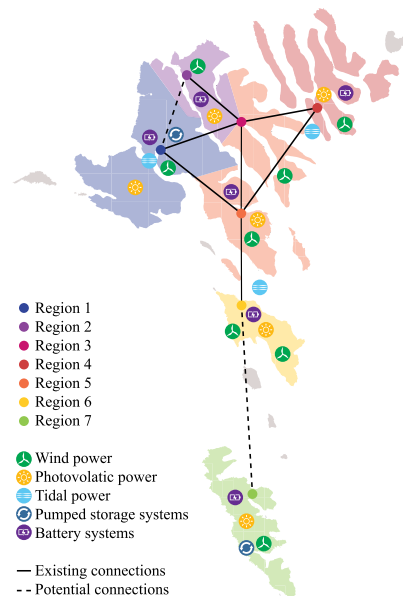 Region 1
Region 2
Region 3
Region 4
Region 5
Region 6
Region 7
Wind power
Photovolatic power
Tidal power
Pumped storage systems
Battery systems
Existing connections
Potential connections